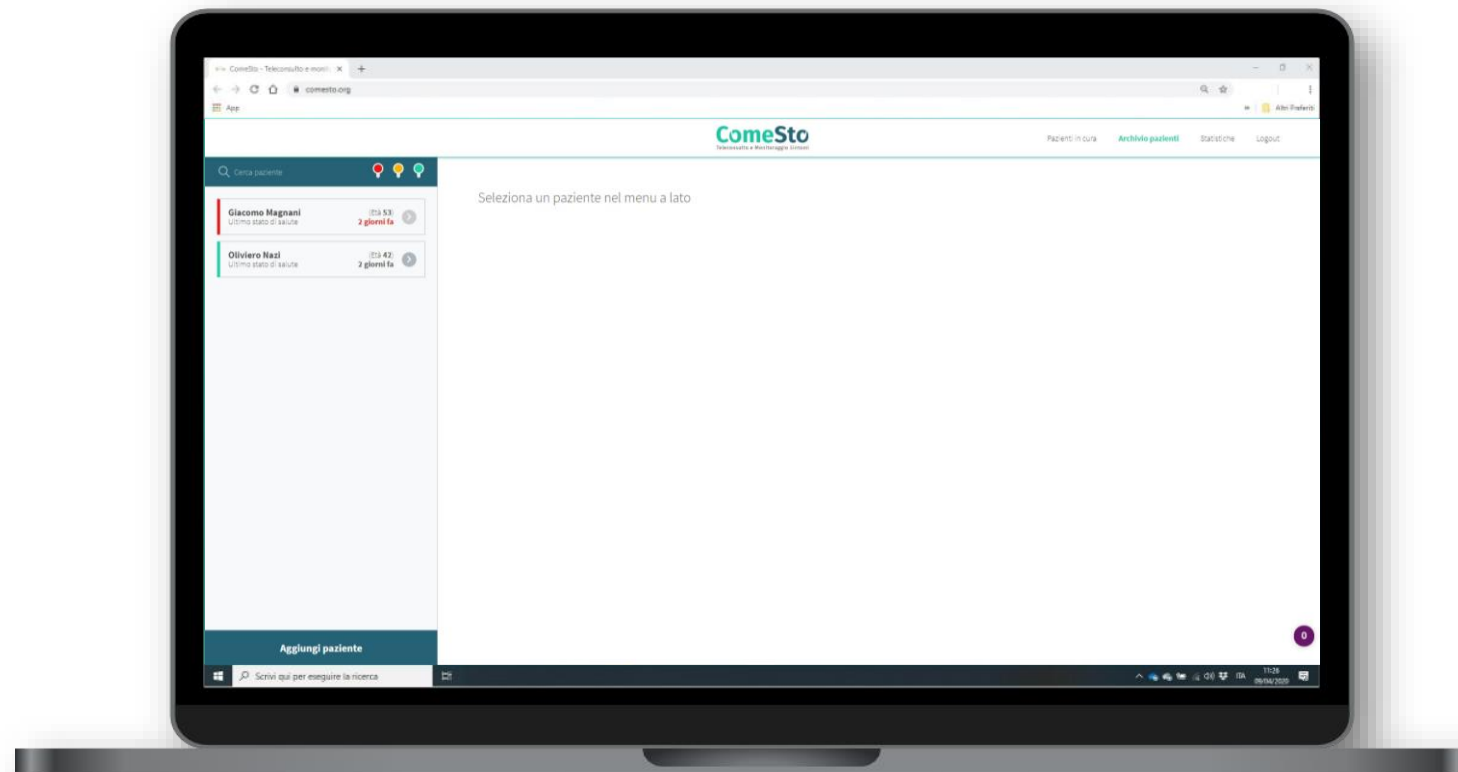 ComeSto - Teleconsulto e monit
comesto.org
App
Altri Preferiti
ComeSto
Teleconsulto e Monitoraggio Sintomi
Pazienti in cura
Archivio pazienti
Statistiche
Logout
Cerca paziente
Seleziona un paziente nel menu a lato
Giacomo Magnani
(Età 53)
Ultimo stato di salute
2 giorni fa
Oliviero Nazi
(Età 42)
Ultimo stato di salute
2 giorni fa
0
Aggiungi paziente
Scrivi qui per eseguire la ricerca
ITA
11:26
09/04/2020